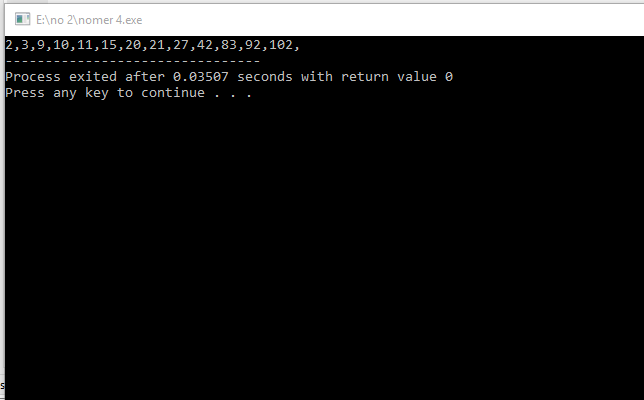 E:\no 2\nomer 4.exe
2,3,9,10,11,15,20,21,27,42,83,92,102,
--------------------------------
Process exited after 0.03507 seconds with return value 0
Press any key to continue . . .
s